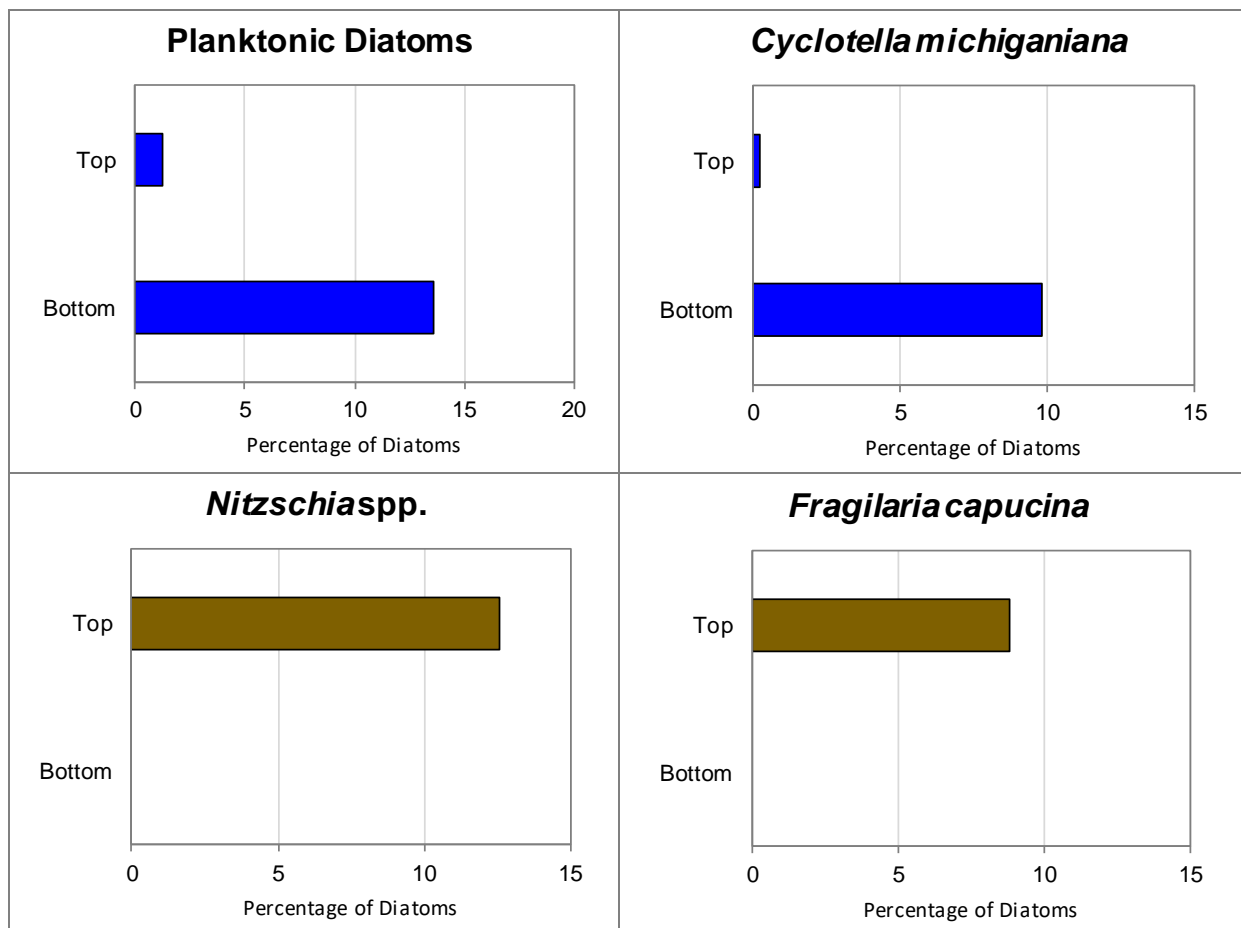 Planktonic Diatoms
Top
Bottom
0 5 10 15 20
Percentage of Diatoms
Cyclotella michiganiana
Top
Bottom
0 5 10 15
Percentage of Diatoms
Nitzschia spp.
Top
Bottom
0 5 10 15
Percentage of Diatoms
Fragilaria capucina
Top
Bottom
0 5 10 15
Percentage of Diatoms